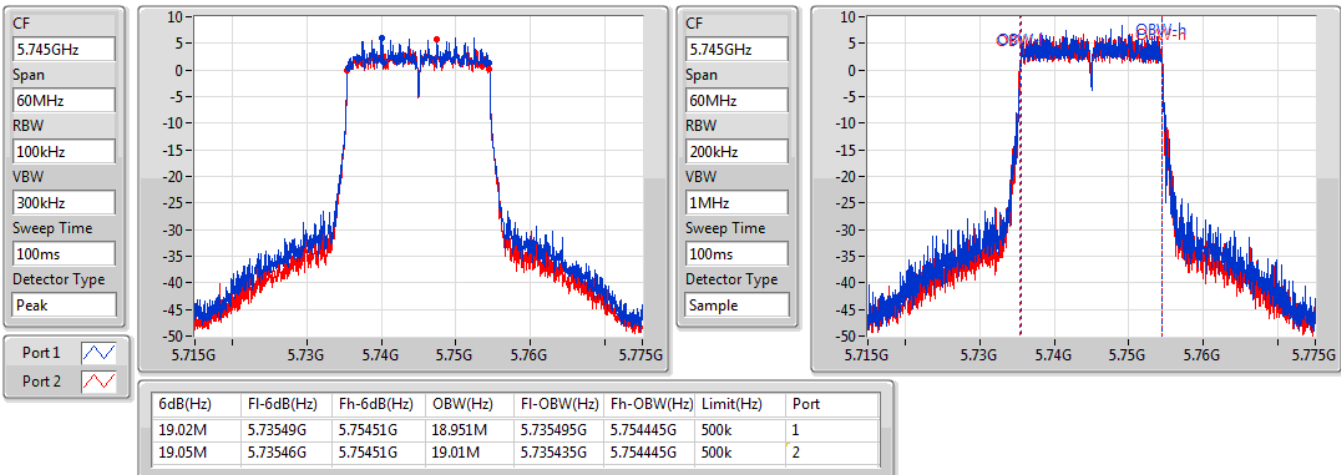 CF
5.745GHz
Span
60MHz
RBW
100kHz
VBW
300kHz
Sweep Time
100ms
Detector Type
Peak
Port 1
Port 2
10
5
0
-5
-10
-15
-20
-25
-30
-35
-40
-45
-50
5.715G 5.73G 5.74G 5.75G 5.76G 5.775G
CF
5.745GHz
Span
60MHz
RBW
200kHz
VBW
1MHz
Sweep Time
100ms
Detector Type
Sample
10
5
0
-5
-10
-15
-20
-25
-30
-35
-40
-45
-50
OBW-h
5.715G 5.73G 5.74G 5.75G 5.76G 5.775G
6dB(Hz) Fl-6dB(Hz) Fh-6dB(Hz) OBW(Hz) Fl-OBW(Hz) Fh-OBW(Hz) Limit(Hz) Port
19.02M 5.73549G 5.75451G 18.951M 5.735495G 5.754445G 500k 1
19.05M 5.73546G 5.75451G 19.01M 5.735435G 5.754445G 500k 2